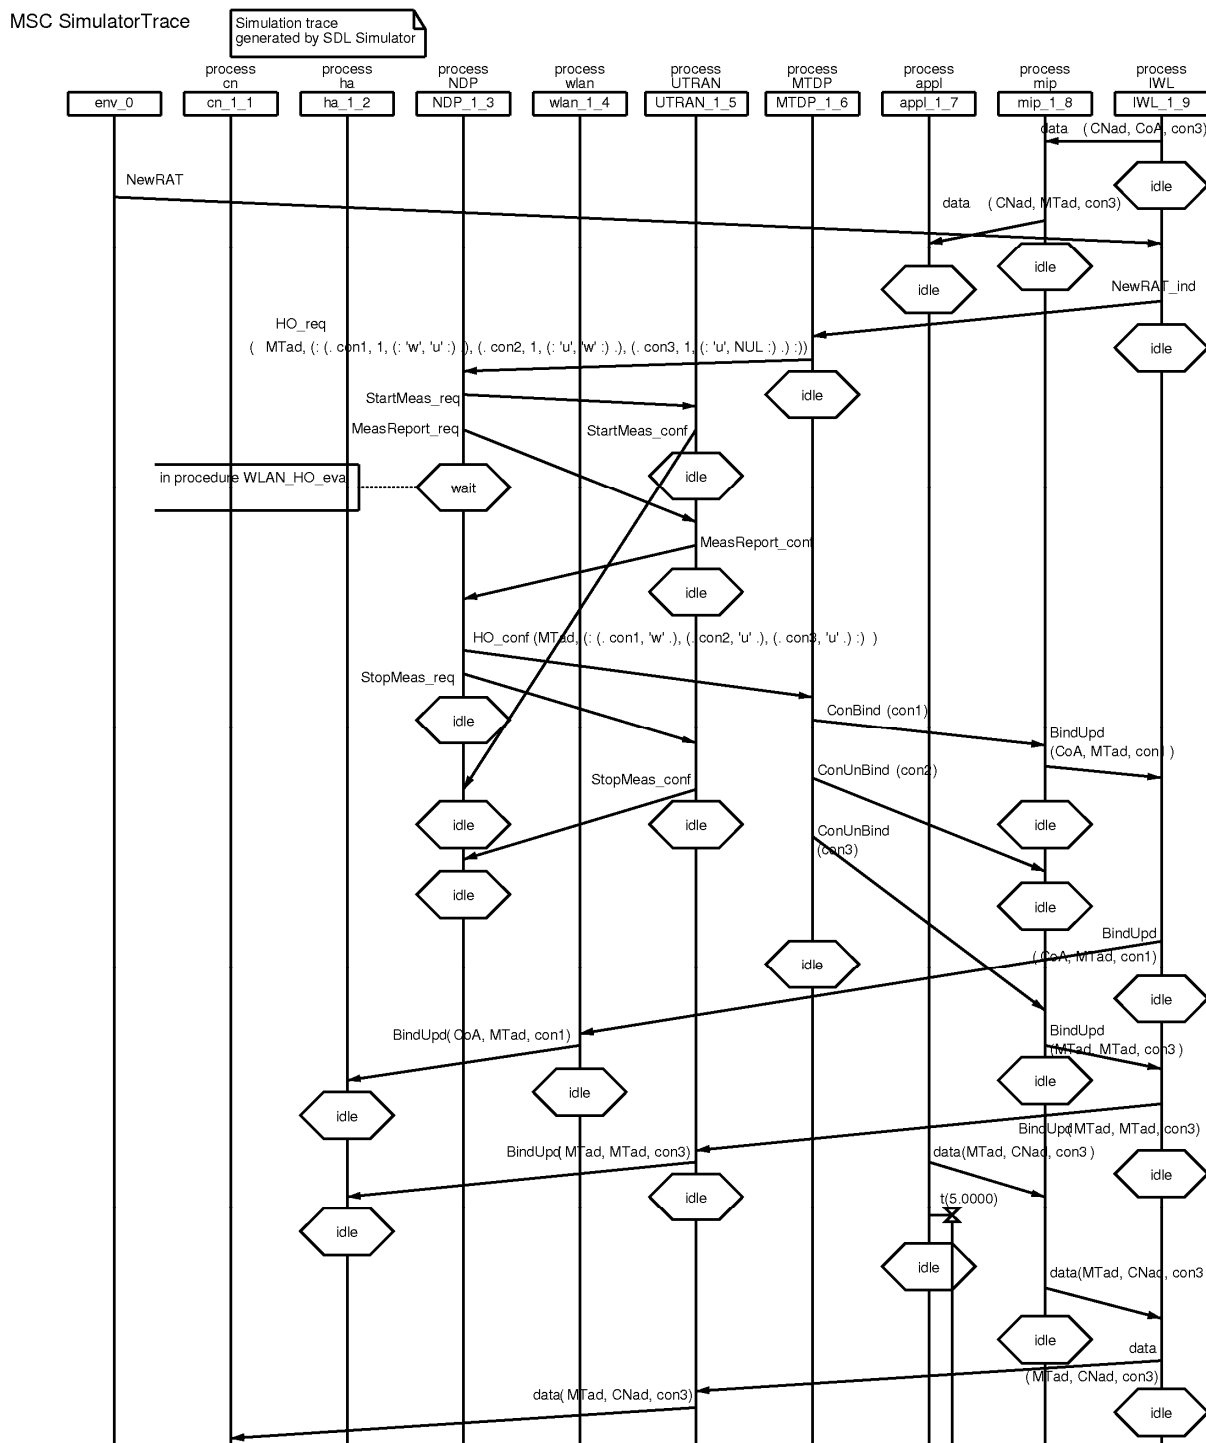 MSC SimulatorTrace
Simulation trace
generated by SDL Simulator
process process process process process process process process process
cn ha NDP wlan UTRAN MTDP appl mip IWL
env_0 cn_1_1 ha_1_2 NDP_1_3 wlan_1_4 UTRAN_1_5 MTDP_1_6 appl_1_7 mip_1_8 IWL_1_9
data (CNad, CoA, con3)
NewRAT
idle
data (CNad, MTad, con3)
idle
idle
NewRAT_ind
HO_req
idle
( MTad, (: (. con1, 1, (: 'w', 'u' :) .), (. con2, 1, (: 'u', 'w' :) .), (. con3, 1, (: 'u', NUL :) .) :))
idle
StartMeas_req
MeasReport_req
StartMeas_conf
in procedure WLAN_HO_eva
wait
idle
MeasReport_conf
idle
HO_conf (MTad, (: (. con1, 'w' .), (. con2, 'u' .), (. con3, 'u' .) :) )
StopMeas_req
idle
ConBind (con1)
BindUpd
(CoA, MTad, con1 )
StopMeas_conf
ConUnBind (con2)
idle
idle
idle
ConUnBind
(con3)
idle
idle
BindUpd
(CoA, MTad, con1)
idle
idle
BindUpd(CoA, MTad, con1)
BindUpd
(MTad, MTad, con3 )
idle
idle
idle
BindUpd(MTad, MTad, con3)
BindUpd(MTad, MTad, con3)
data(MTad, CNad, con3 )
idle
idle
t(5.0000)
idle
idle
data(MTad, CNad, con3
idle
data
(MTad, CNad, con3)
data( MTad, CNad, con3)
idle